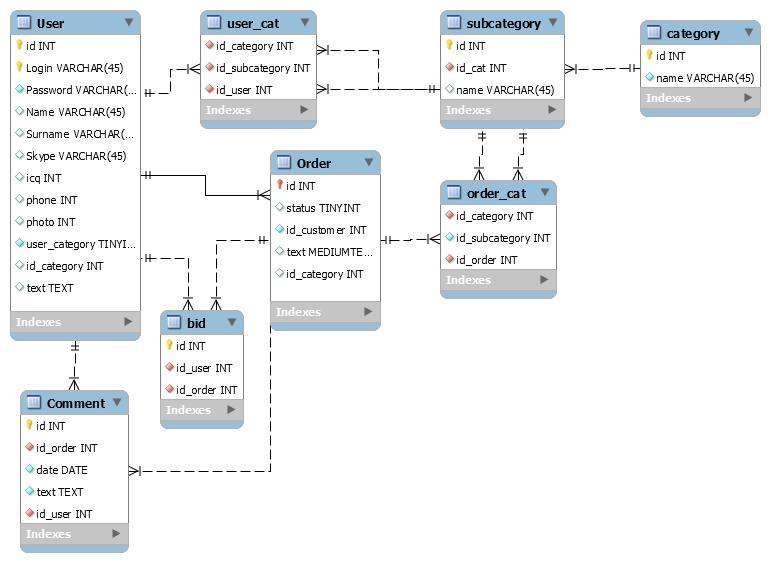 User
id INT
Login VARCHAR(45)
Password VARCHAR(...
Name VARCHAR(45)
Surname VARCHAR(...
Skype VARCHAR(45)
icq INT
phone INT
photo INT
user_category TINYI...
id_category INT
text TEXT
Indexes
user_cat
id_category INT
id_subcategory INT
id_user INT
Indexes
subcategory
id INT
id_cat INT
name VARCHAR(45)
Indexes
category
id INT
name VARCHAR(45)
Indexes
Order
id INT
status TINYINT
id_customer INT
text MEDIUMTE...
id_category INT
Indexes
order_cat
id_category INT
id_subcategory INT
id_order INT
Indexes
bid
id INT
id_user INT
id_order INT
Indexes
Comment
id INT
id_order INT
date DATE
text TEXT
id_user INT
Indexes